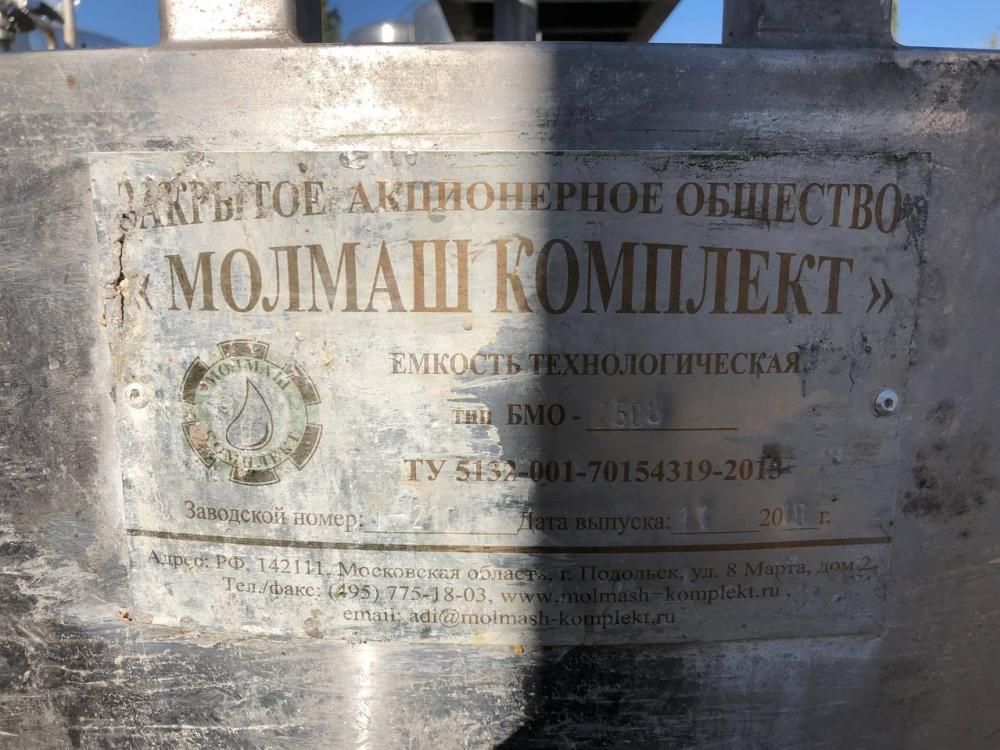 ЗАКРЫТОЕ АКЦИОНЕРНОЕ ОБЩЕСТВО
«МОЛМАШ КОМПЛЕКТ»
ЕМКОСТЬ ТЕХНОЛОГИЧЕСКАЯ
МОЛМАШ
КОМПЛЕКТ
тип БМО -
ТУ 5132-001-70154319-2013
Заводской номер: Дата выпуска: г.
Адрес: РФ, 142111, Московская область, г. Подольск, ул. 8 Марта, дом 2,
Тел./факс: (495) 775-18-03, www.molmash-komplekt.ru,
email: adi@molmash-komplekt.ru